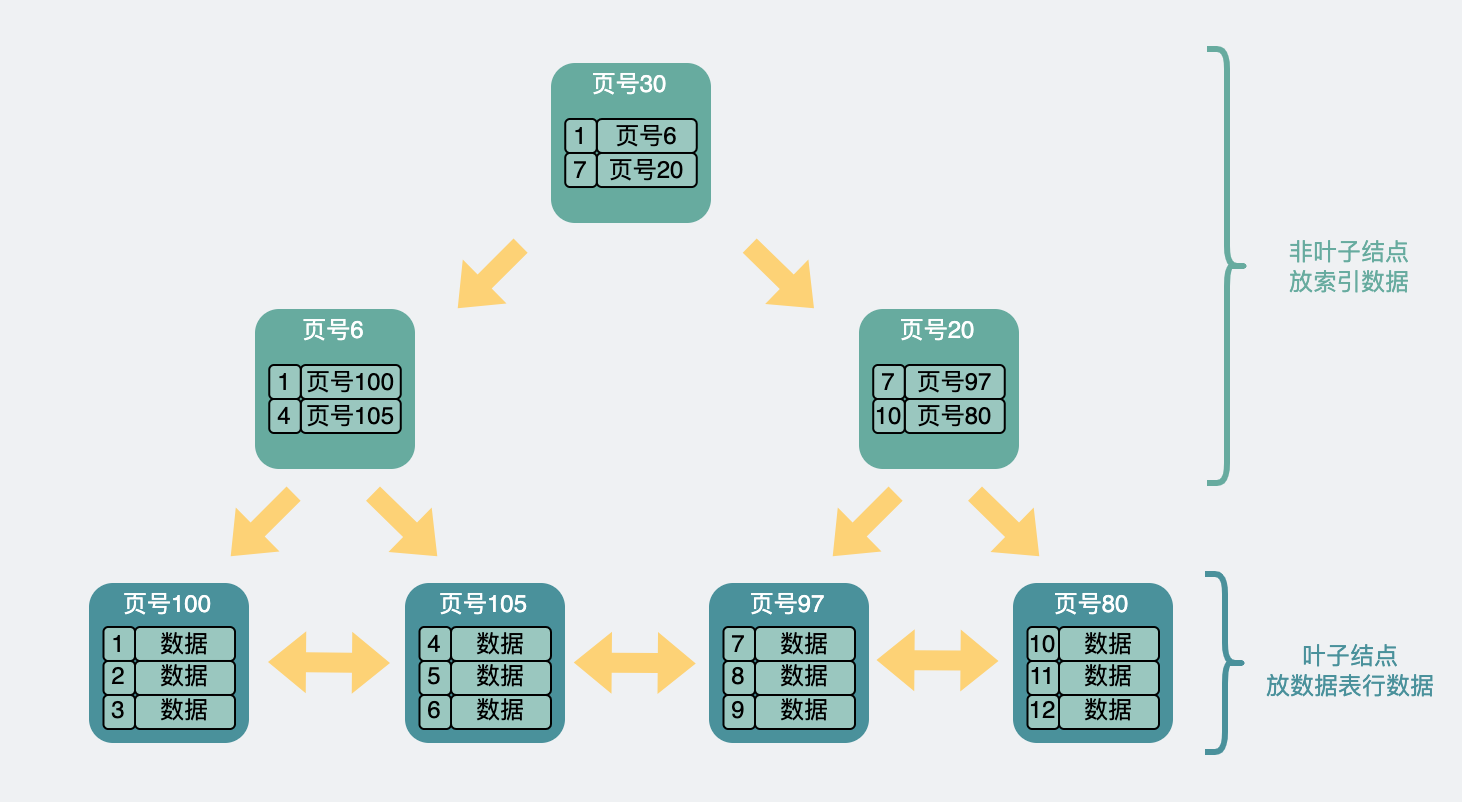 页号30
1 页号6
7 页号20
非叶子结点
放索引数据
页号6
1 页号100
4 页号105
页号20
7 页号97
10 页号80
页号100
1 数据
2 数据
3 数据
页号105
4 数据
5 数据
6 数据
页号97
7 数据
8 数据
9 数据
页号80
10 数据
11 数据
12 数据
叶子结点
放数据表行数据